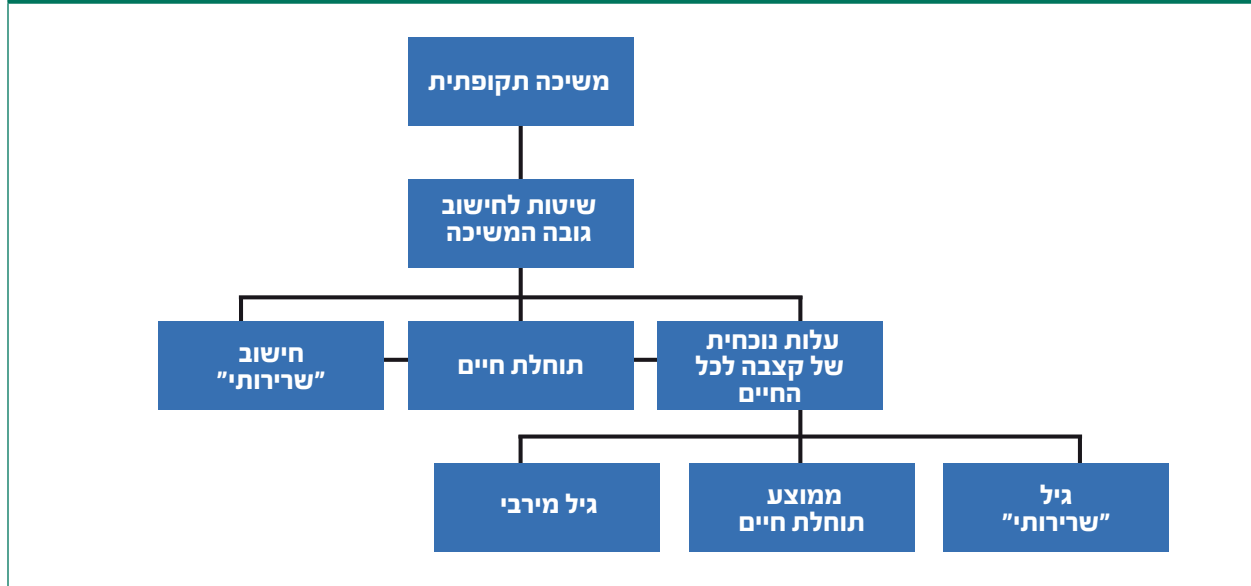 משיכה תקופתית
שיטות לחישוב
גובה המשיכה
עלות נוכחית
של קצבה לכל
החיים
תוחלת חיים
חישוב
"שרירותי"
גיל
"שרירותי"
ממוצע
תוחלת חיים
גיל מירבי